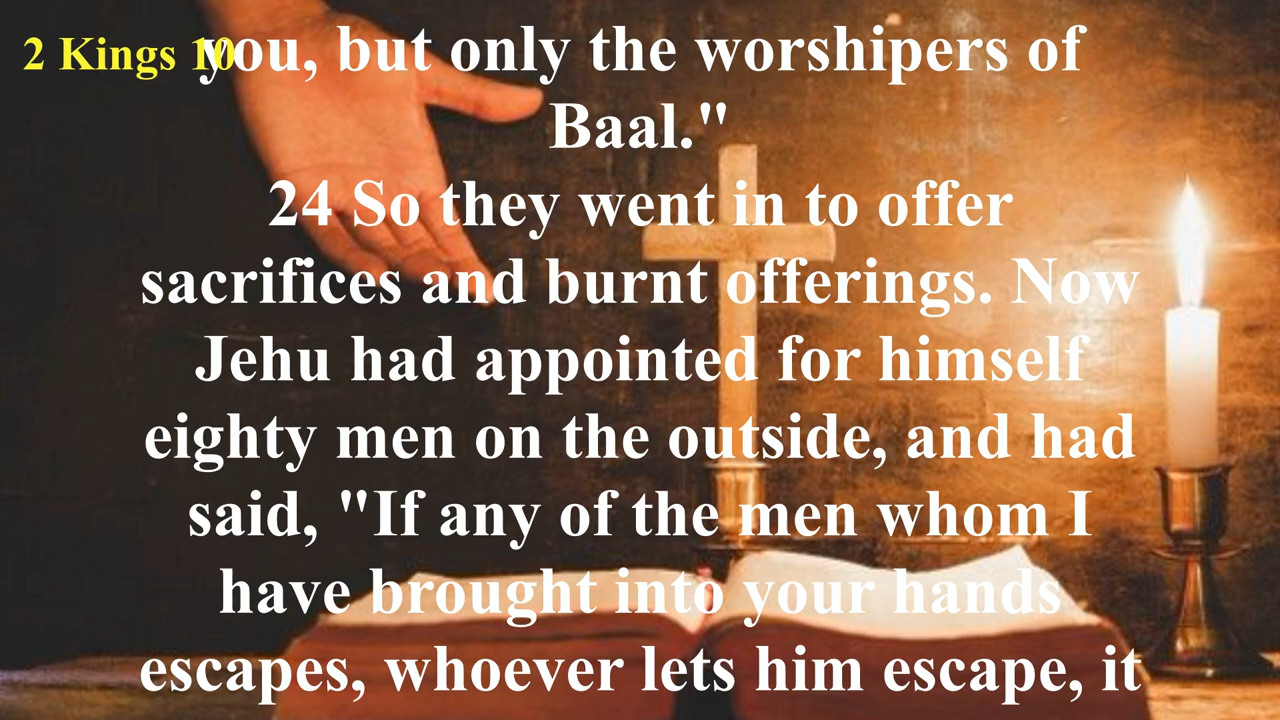 2 Kings 10
you, but only the worshipers of
Baal."
24 So they went in to offer
sacrifices and burnt offerings. Now
Jehu had appointed for himself
eighty men on the outside, and had
said, "If any of the men whom I
have brought into your hands
escapes, whoever lets him escape, it